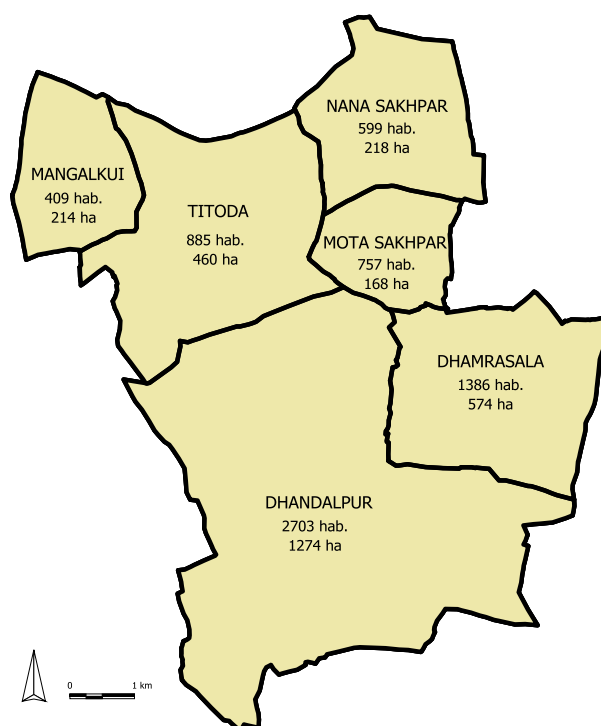 NANA SAKHPAR
599 hab.
218 ha
MANGALKUI
409 hab.
214 ha
TITODA
885 hab.
460 ha
MOTA SAKHPAR
757 hab.
168 ha
DHAMRASALA
1386 hab.
574 ha
DHANDALPUR
2703 hab.
1274 ha
0 1 km